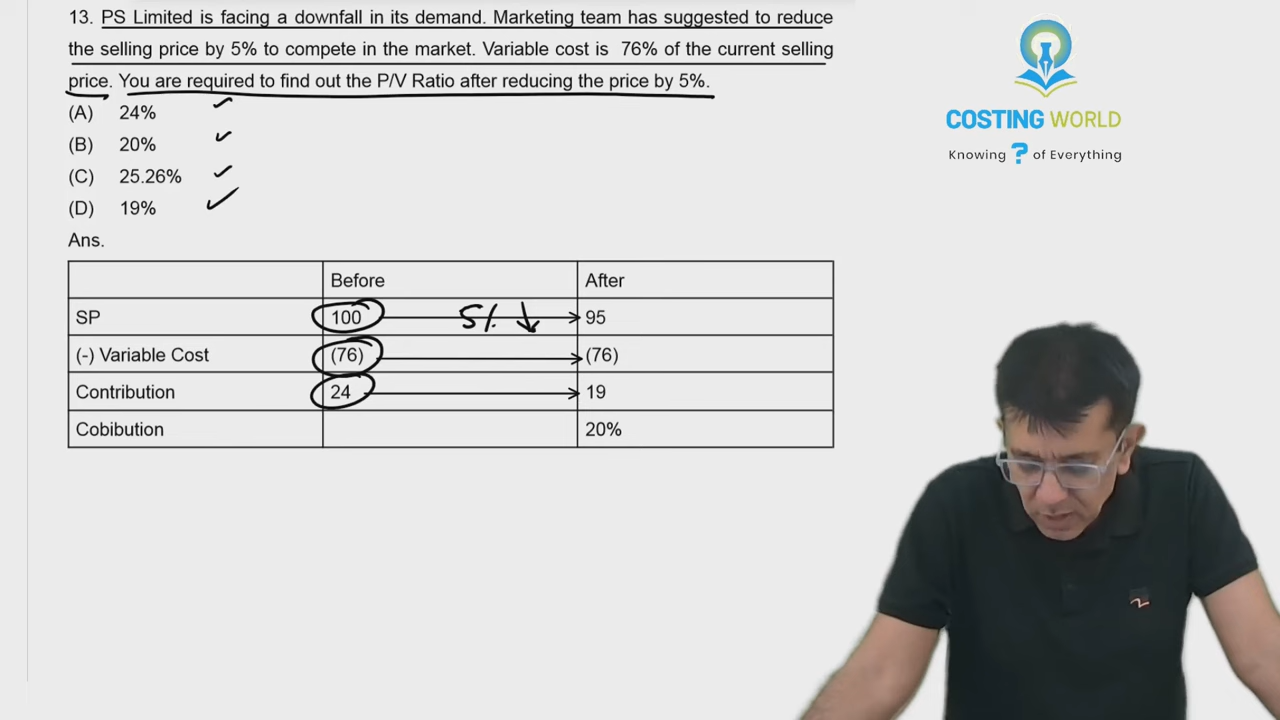 13. PS Limited is facing a downfall in its demand. Marketing team has suggested to reduce
the selling price by 5% to compete in the market. Variable cost is 76% of the current selling
price. You are required to find out the P/V Ratio after reducing the price by 5%.
(A) 24%
(B) 20%
(C) 25.26%
(D) 19%
Ans.
Before After
SP 100 5% ↓ 95
(-) Variable Cost (76) (76)
Contribution 24 19
Cobibution 20%
COSTING WORLD
Knowing ? of Everything